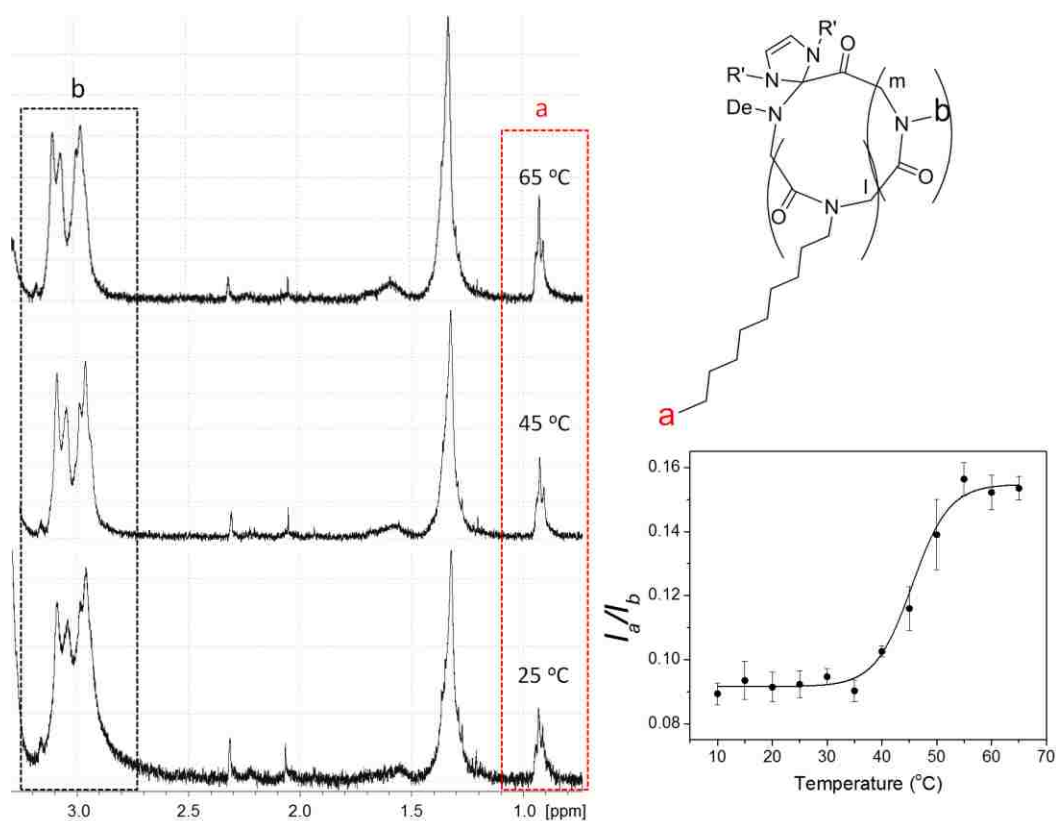 b
a
65 °C
45 °C
25 °C
3.0 2.5 2.0 1.5 1.0 [ppm]
R'
O
N
R'
N
m
De
N
N
b
O
l
O
N
a
0.16
0.14
0.12
0.10
0.08
Ia/Ib
10 20 30 40 50 60 70
Temperature (°C)